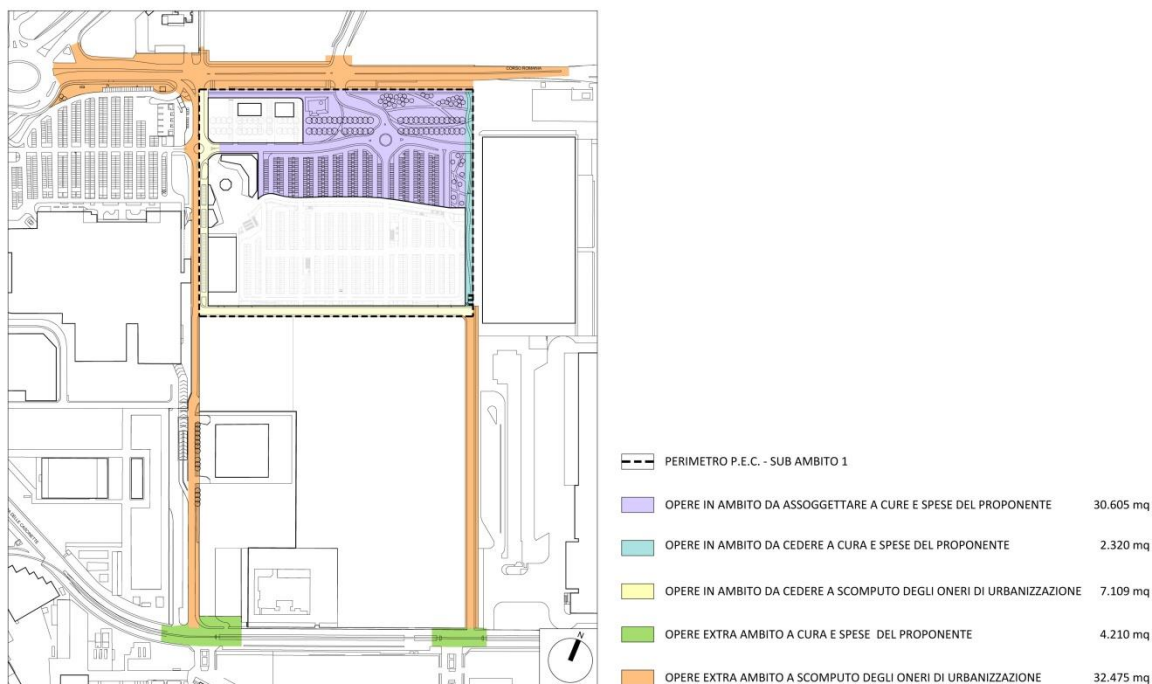 CORSO ROMANIA
N
PERIMETRO P.E.C. - SUB AMBITO 1
OPERE IN AMBITO DA ASSOGGETTARE A CURE E SPESE DEL PROPONENTE 30.605 mq
OPERE IN AMBITO DA CEDERE A CURA E SPESE DEL PROPONENTE 2.320 mq
OPERE IN AMBITO DA CEDERE A SCOMPUTO DEGLI ONERI DI URBANIZZAZIONE 7.109 mq
OPERE EXTRA AMBITO A CURA E SPESE DEL PROPONENTE 4.210 mq
OPERE EXTRA AMBITO A SCOMPUTO DEGLI ONERI DI URBANIZZAZIONE 32.475 mq